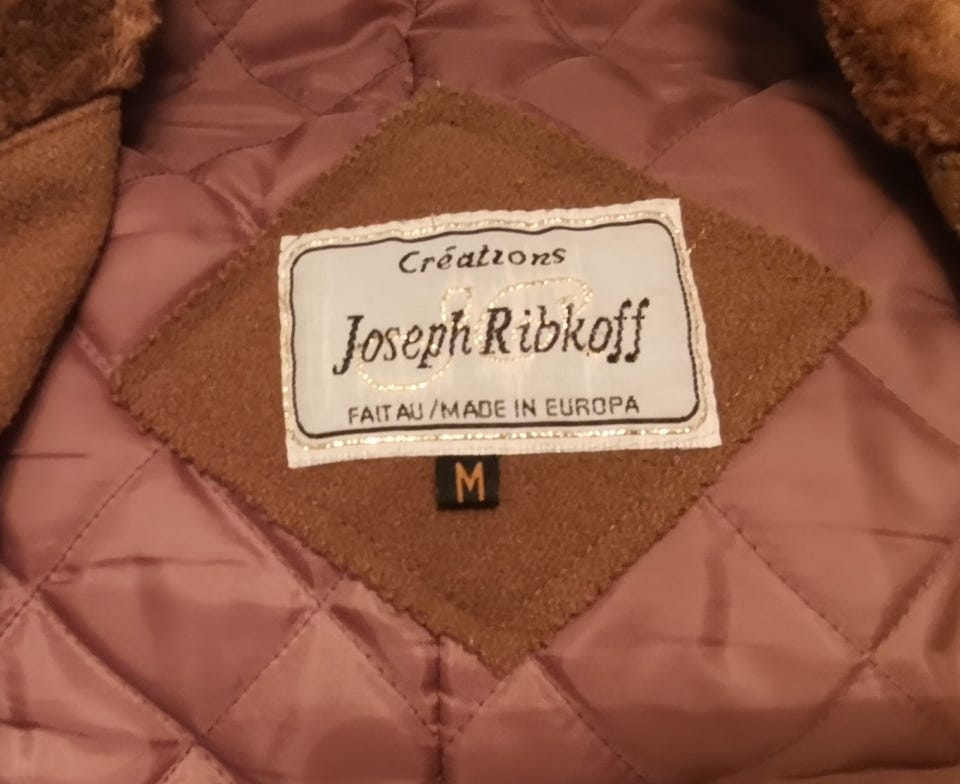 Créations
Joseph Ribkoff
FAIT AU/MADE IN EUROPA
M